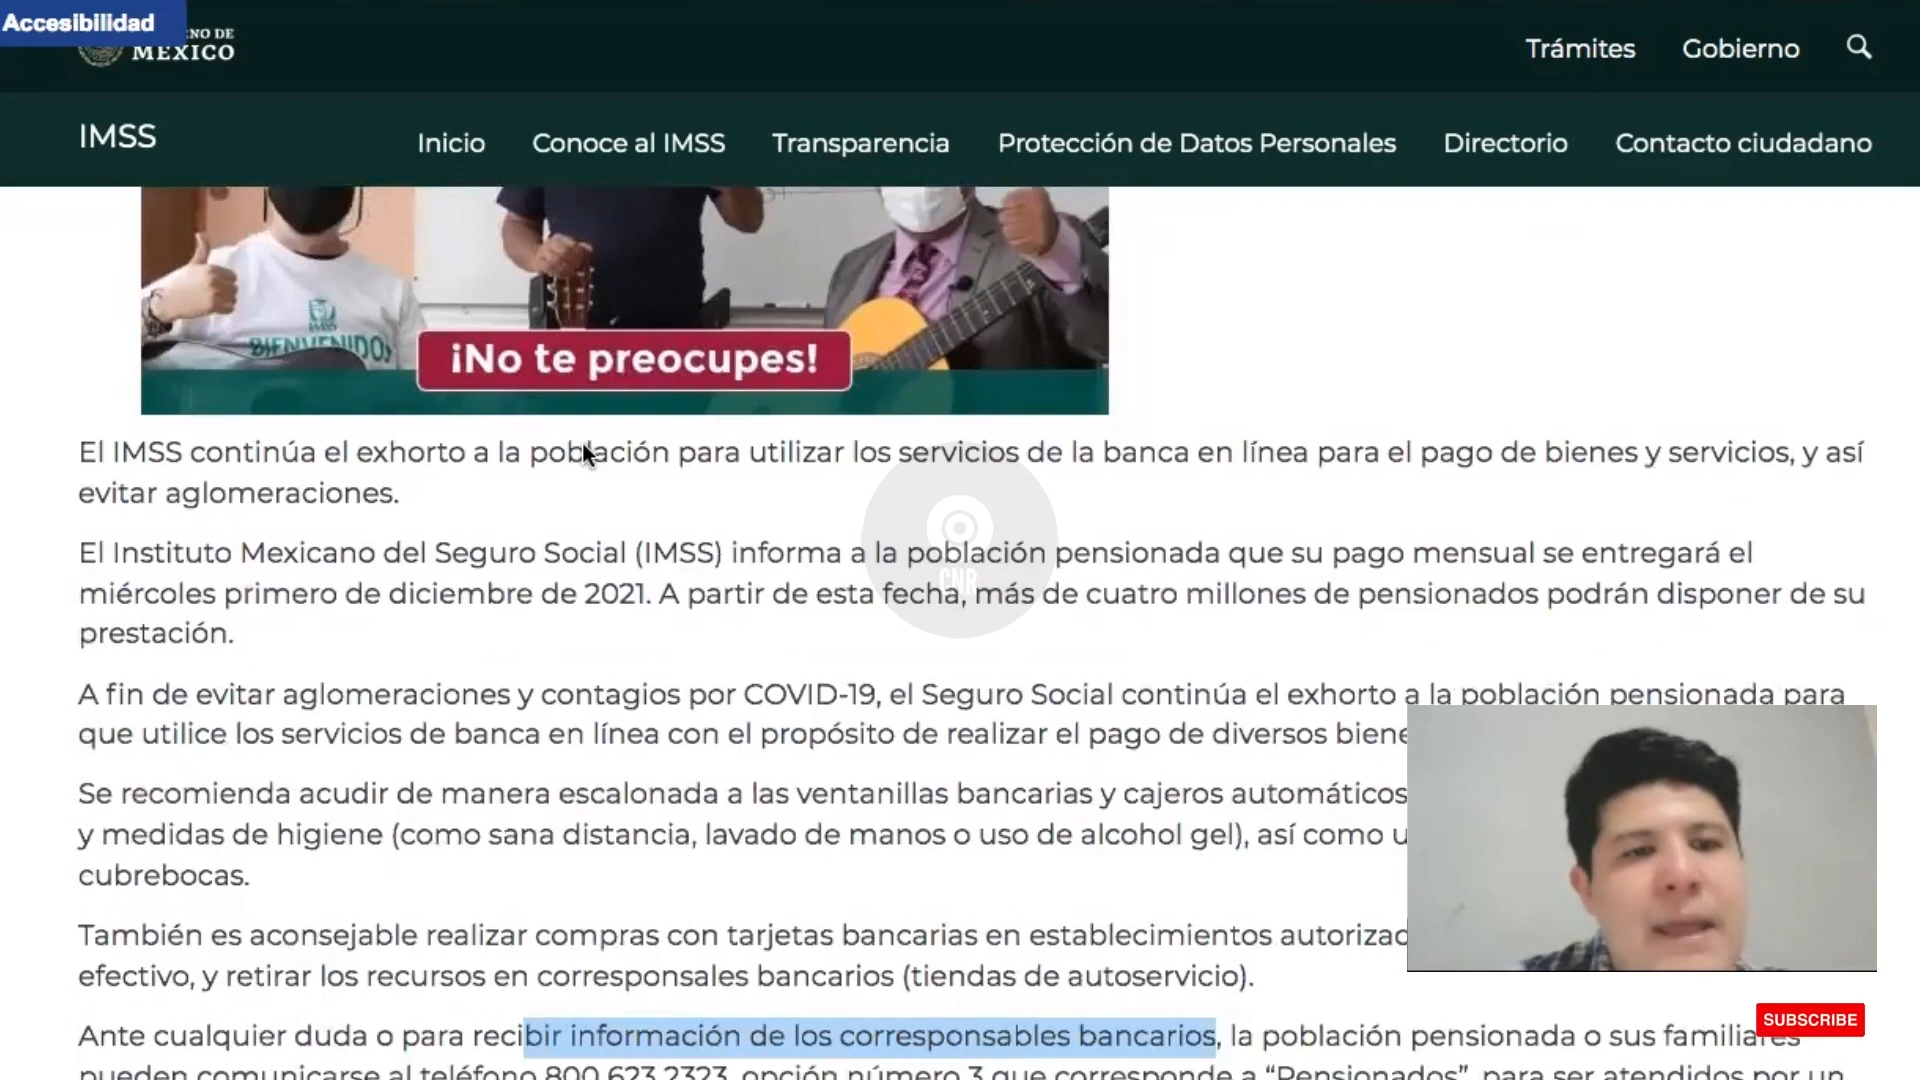 Accesibilidad
NO DE
MÉXICO
Trámites
Gobierno
IMSS
Inicio
Conoce al IMSS
Transparencia
Protección de Datos Personales
Directorio
Contacto ciudadano
IMSS
BIENVENIDOS
¡No te preocupes!
El IMSS continúa el exhorto a la población para utilizar los servicios de la banca en línea para el pago de bienes y servicios, y así
evitar aglomeraciones.
El Instituto Mexicano del Seguro Social (IMSS) informa a la población pensionada que su pago mensual se entregará el
miércoles primero de diciembre de 2021. A partir de esta fecha, más de cuatro millones de pensionados podrán disponer de su
prestación.
CNR
A fin de evitar aglomeraciones y contagios por COVID-19, el Seguro Social continúa el exhorto a la población pensionada para
que utilice los servicios de banca en línea con el propósito de realizar el pago de diversos biene
Se recomienda acudir de manera escalonada a las ventanillas bancarias y cajeros automáticos
y medidas de higiene (como sana distancia, lavado de manos o uso de alcohol gel), así como u
cubrebocas.
También es aconsejable realizar compras con tarjetas bancarias en establecimientos autorizad
efectivo, y retirar los recursos en corresponsales bancarios (tiendas de autoservicio).
SUBSCRIBE
Ante cualquier duda o para recibir información de los corresponsables bancarios, la población pensionada o sus familiares
pueden comunicarse al teléfono 800 623 2323, opción número 3 que corresponde a “Pensionados”, para ser atendidos por un